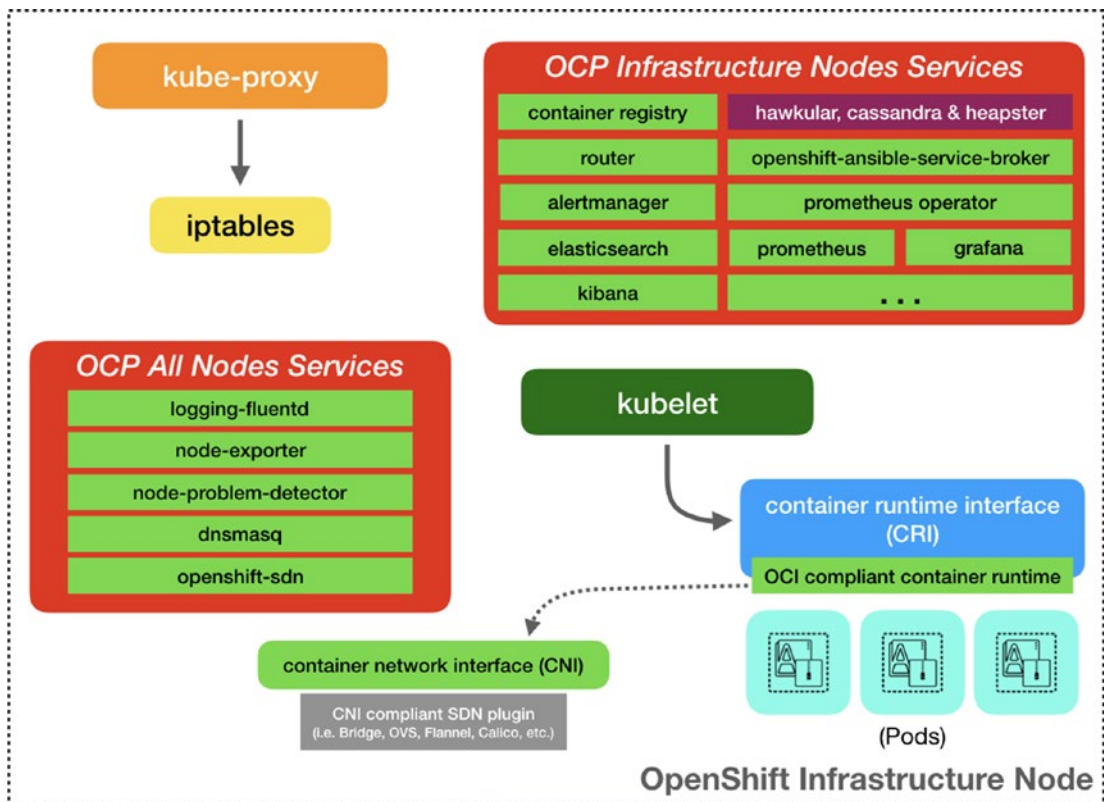 kube-proxy
iptables
OCP Infrastructure Nodes Services
container registry
hawkular, cassandra & heapster
router
openshift-ansible-service-broker
alertmanager
prometheus operator
elasticsearch
prometheus
grafana
kibana
...
OCP All Nodes Services
logging-fluentd
node-exporter
node-problem-detector
dnsmasq
openshift-sdn
kubelet
container runtime interface
(CRI)
OCI compliant container runtime
container network interface (CNI)
CNI compliant SDN plugin
(i.e. Bridge, OVS, Flannel, Calico, etc.)
(Pods)
OpenShift Infrastructure Node